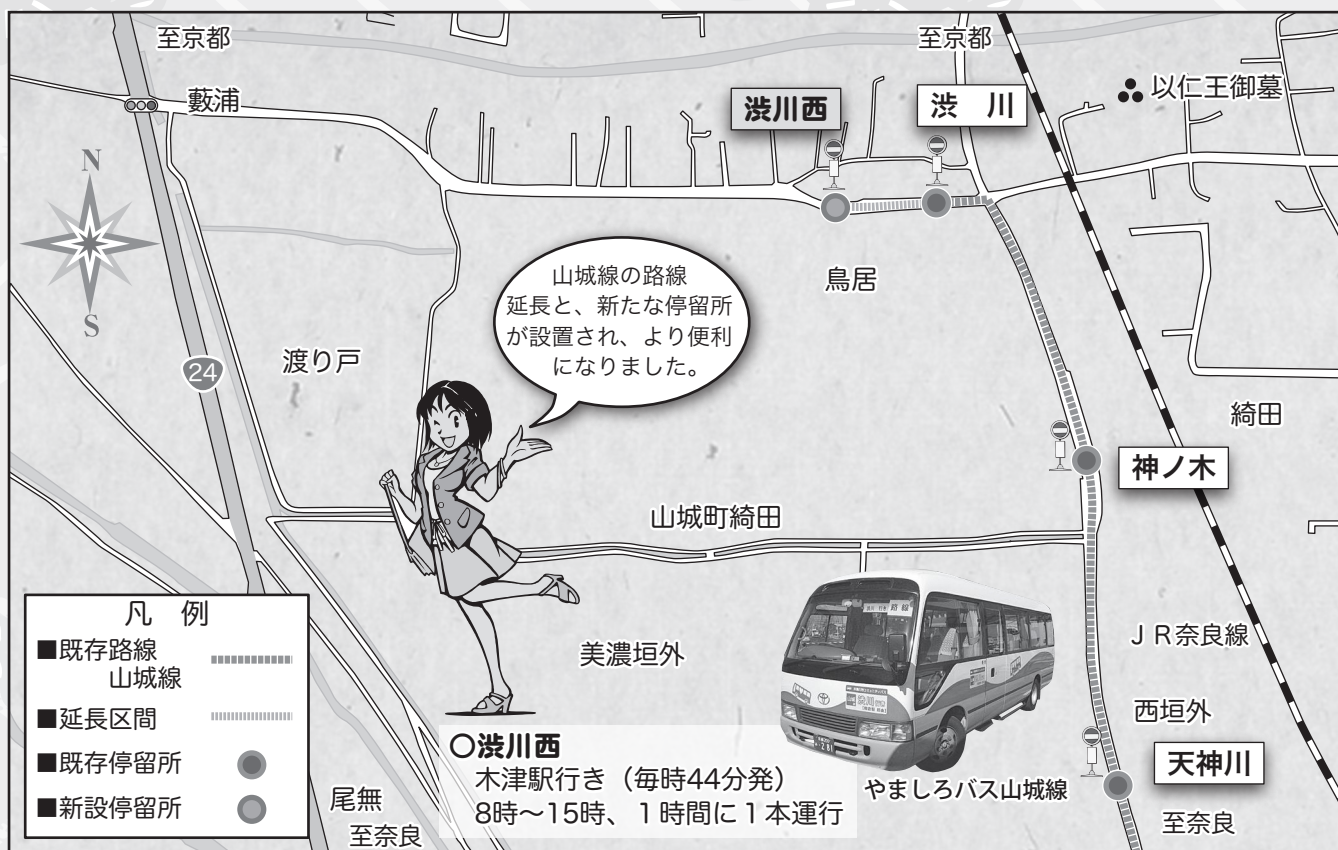 至京都
至京都
藪浦
渋川西
渋　川
以仁王御墓
N
S
鳥居
山城線の路線
延長と、新たな停留所
が設置され、より便利
になりました。
24
渡り戸
綺田
神ノ木
山城町綺田
凡　例
■既存路線
山城線
■延長区間
■既存停留所
■新設停留所
美濃垣外
ＪＲ奈良線
西垣外
天神川
○渋川西
木津駅行き（毎時44分発）
8時～15時、１時間に１本運行
やましろバス山城線
尾無
至奈良
至奈良